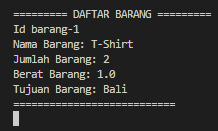 ========= DAFTAR BARANG =========
Id barang-1
Nama Barang: T-Shirt
Jumlah Barang: 2
Berat Barang: 1.0
Tujuan Barang: Bali
===========================